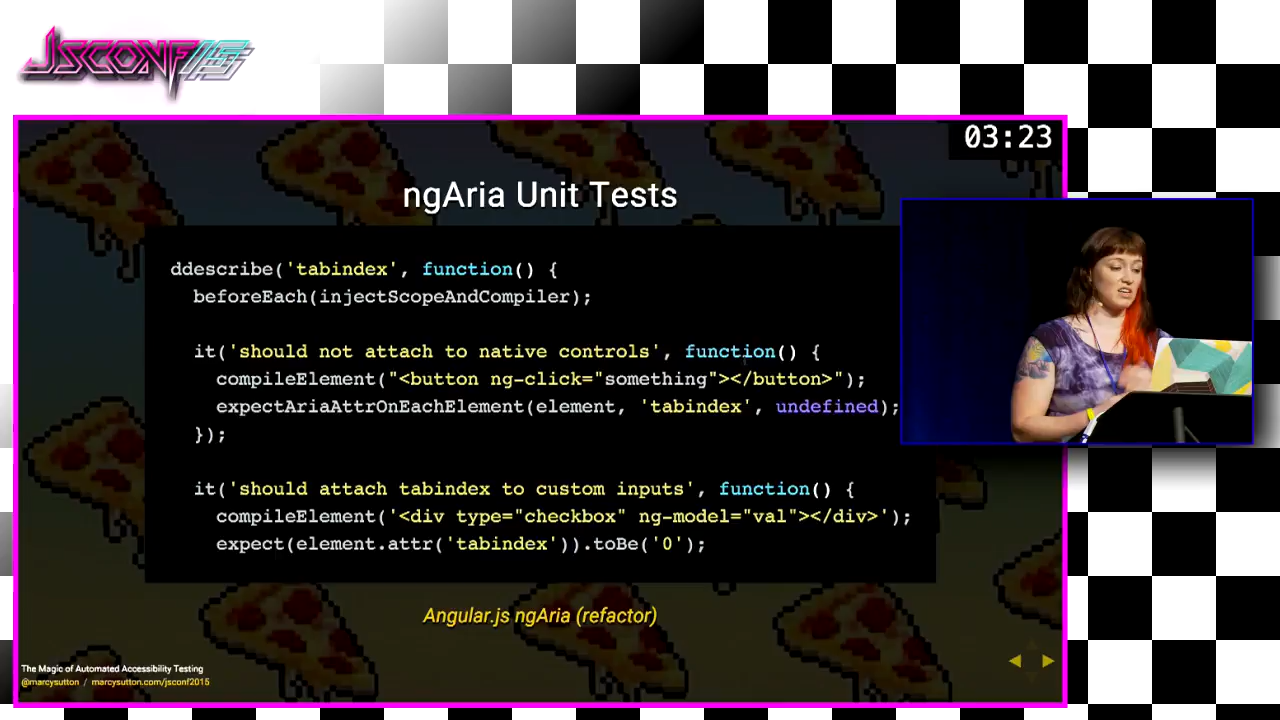 JSCONF15
03:23
ngAria Unit Tests
ddescribe('tabindex', function() {
beforeEach(injectScopeAndCompiler);
it('should not attach to native controls', function() {
compileElement("<button ng-click="something"></button>");
expectAriaAttrOnEachElement(element, 'tabindex', undefined);
});
it('should attach tabindex to custom inputs', function() {
compileElement('<div type="checkbox" ng-model="val"></div>');
expect(element.attr('tabindex')).toBe('0');
Angular.js ngAria (refactor)
The Magic of Automated Accessibility Testing
@marcysutton / marcysutton.com/jsconf2015